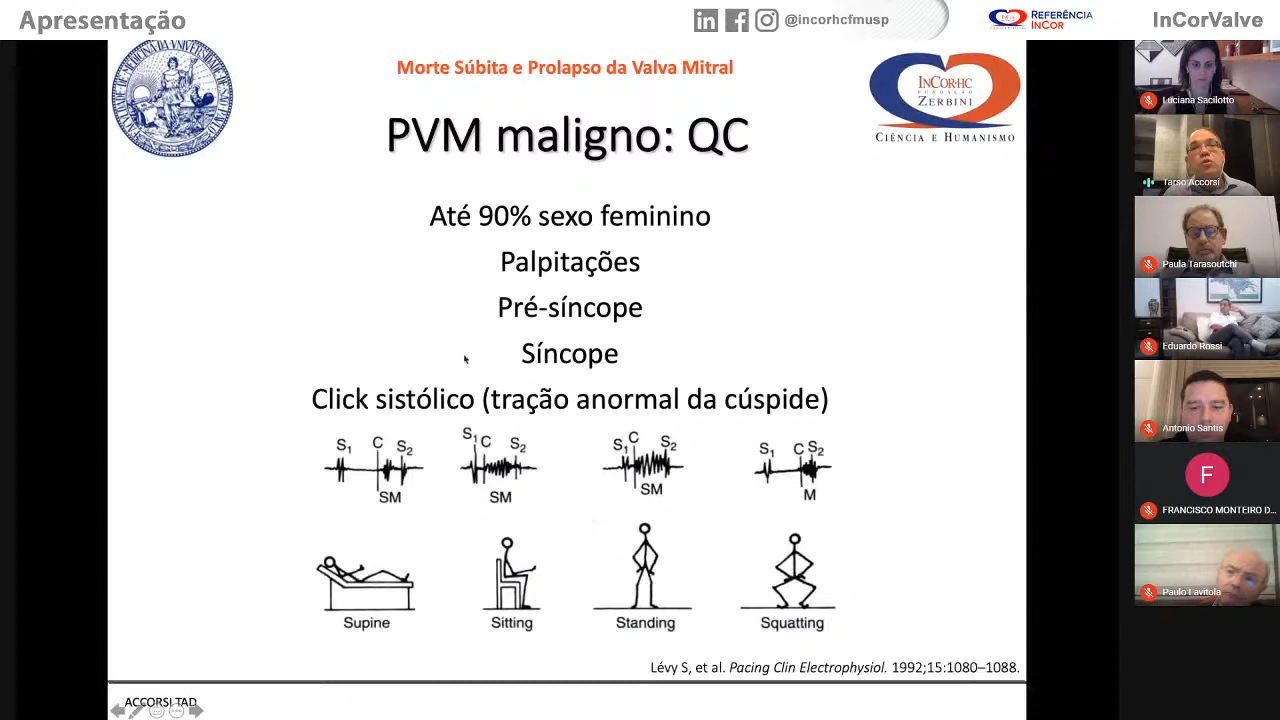 Apresentação
@incorhcfmusp
REFERÊNCIA
INCOR
InCorValve
Morte Súbita e Prolapso da Valva Mitral
INCOR·HC
FUNDAÇÃO
ZERBINI
CIÊNCIA E HUMANISMO
PVM maligno: QC
Até 90% sexo feminino
Palpitações
Pré-síncope
Síncope
Click sistólico (tração anormal da cúspide)
S1 C S2
SM
S1 C S2
SM
S1 C S2
SM
S1 C S2
M
Supine
Sitting
Standing
Squatting
Lévy S, et al. Pacing Clin Electrophysiol. 1992;15:1080–1088.
ACCORSI TAD
Luciana Sacilotto
Tarso Accorsi
Paula Tarasoutchi
Eduardo Rossi
Antonio Santis
F
FRANCISCO MONTEIRO D...
Paulo Lavitola